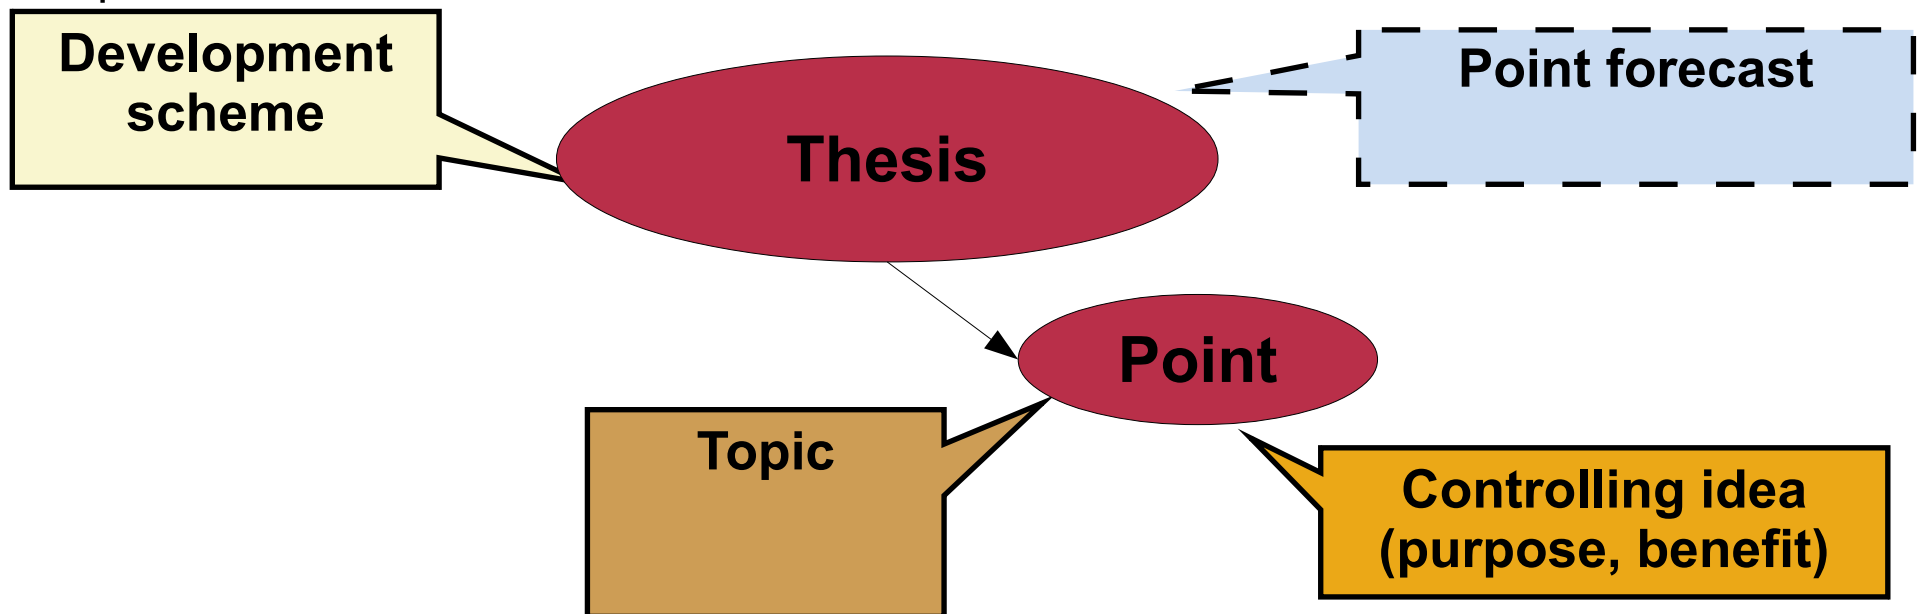 Development
scheme
Thesis
Point forecast
Point
Topic
Controlling idea
(purpose, benefit)